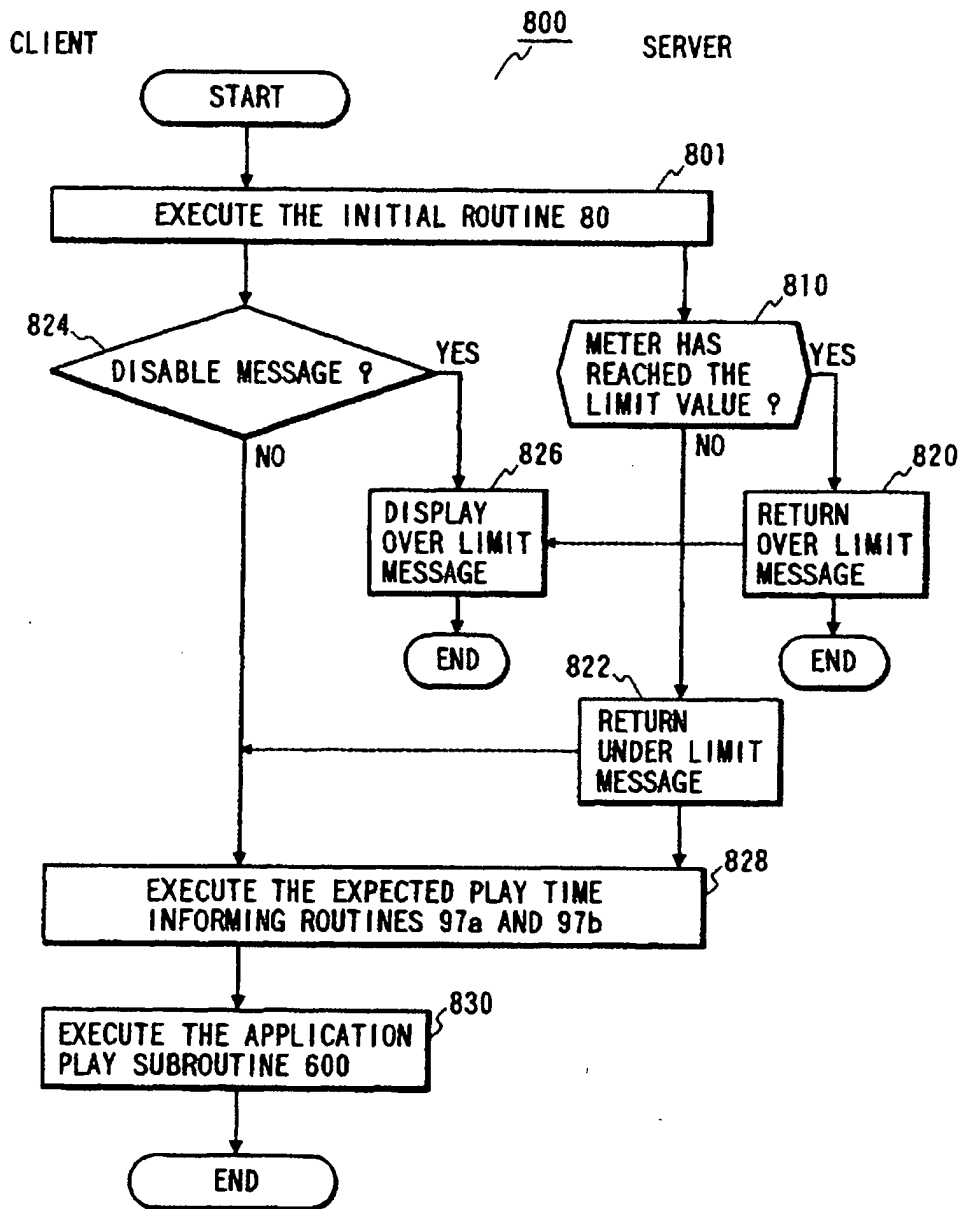 CLIENT
800
SERVER
START
801
EXECUTE THE INITIAL ROUTINE 80
824
DISABLE MESSAGE ?
YES
NO
810
METER HAS
REACHED THE
LIMIT VALUE ?
YES
NO
826
DISPLAY
OVER LIMIT
MESSAGE
END
820
RETURN
OVER LIMIT
MESSAGE
END
822
RETURN
UNDER LIMIT
MESSAGE
828
EXECUTE THE EXPECTED PLAY TIME
INFORMING ROUTINES 97a AND 97b
830
EXECUTE THE APPLICATION
PLAY SUBROUTINE 600
END